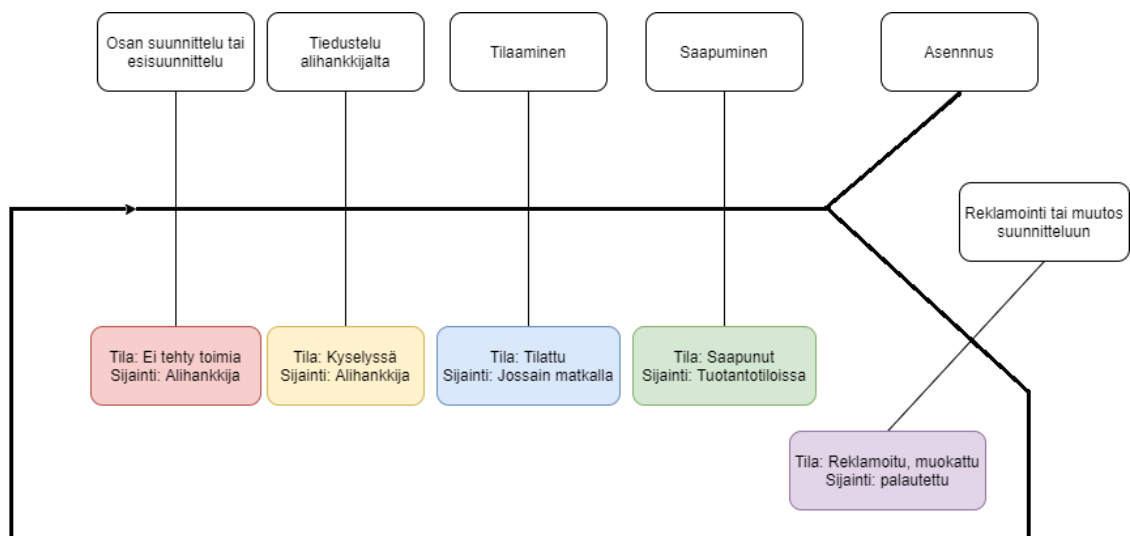 Osan suunnittelu tai
esisuunnittelu
Tiedustelu
alihankkijalta
Tilaaminen
Saapuminen
Asennnus
Reklamointi tai muutos
suunnitteluun
Tila: Ei tehty toimia
Sijainti: Alihankkija
Tila: Kyselyssä
Sijainti: Alihankkija
Tila: Tilattu
Sijainti: Jossain matkalla
Tila: Saapunut
Sijainti: Tuotantotiloissa
Tila: Reklamoitu, muokattu
Sijainti: palautettu